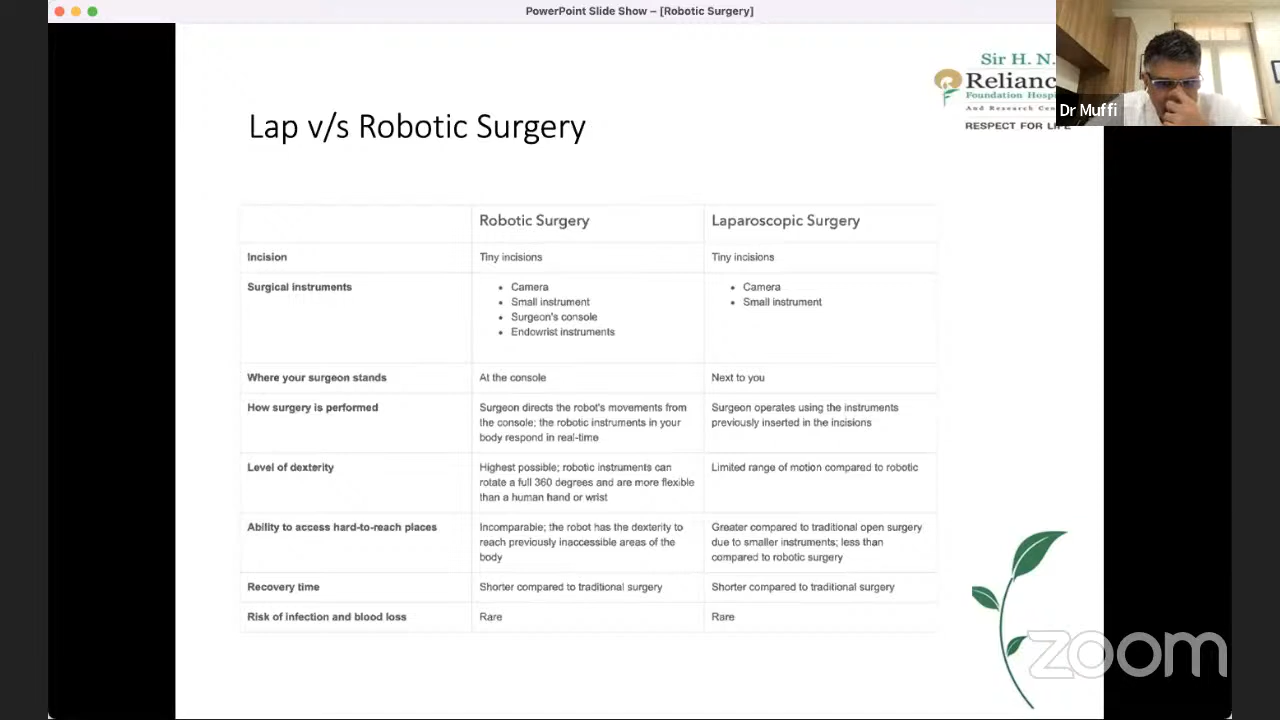 PowerPoint Slide Show – [Robotic Surgery]
Sir H. N.
Relianc
Foundation Hosp
And Research Cen
RESPECT FOR LIFE
Dr Muffi
Lap v/s Robotic Surgery
Robotic Surgery
Laparoscopic Surgery
Incision
Tiny incisions
Tiny incisions
Surgical instruments
• Camera
• Small instrument
• Surgeon's console
• Endowrist instruments
• Camera
• Small instrument
Where your surgeon stands
At the console
Next to you
How surgery is performed
Surgeon directs the robot's movements from
the console; the robotic instruments in your
body respond in real-time
Surgeon operates using the instruments
previously inserted in the incisions
Level of dexterity
Highest possible; robotic instruments can
rotate a full 360 degrees and are more flexible
than a human hand or wrist
Limited range of motion compared to robotic
Ability to access hard-to-reach places
Incomparable; the robot has the dexterity to
reach previously inaccessible areas of the
body
Greater compared to traditional open surgery
due to smaller instruments; less than
compared to robotic surgery
Recovery time
Shorter compared to traditional surgery
Shorter compared to traditional surgery
Risk of infection and blood loss
Rare
Rare
zoom